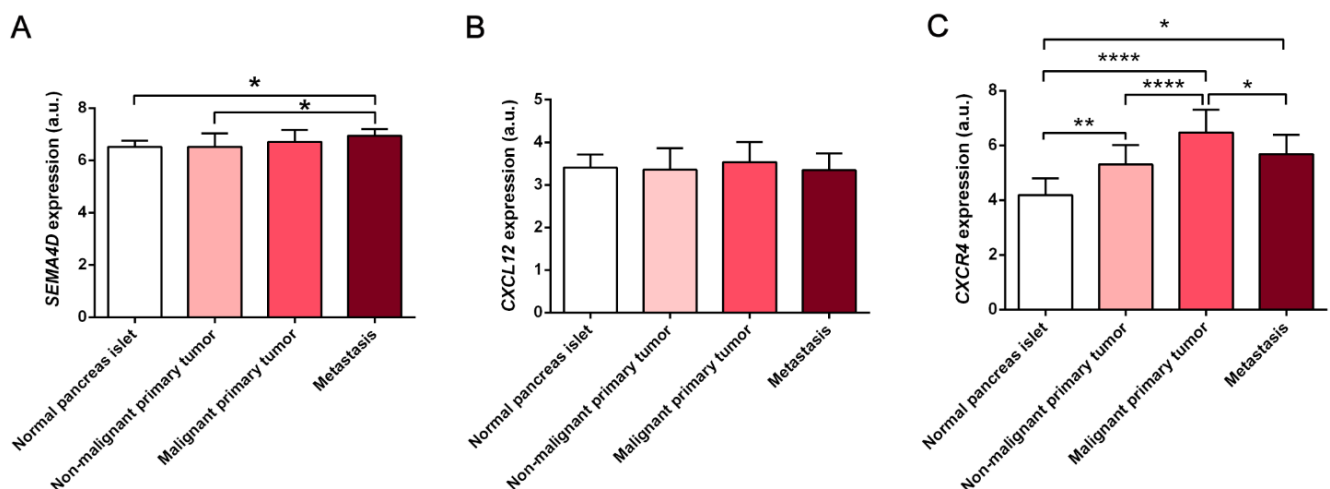 A
SEMA4D expression (a.u.)
8
6
4
2
0
*
*
Normal pancreas islet
Non-malignant primary tumor
Malignant primary tumor
Metastasis
B
CXCL12 expression (a.u.)
5
4
3
2
1
0
Normal pancreas islet
Non-malignant primary tumor
Malignant primary tumor
Metastasis
C
CXCR4 expression (a.u.)
8
6
4
2
0
*
****
****
*
**
Normal pancreas islet
Non-malignant primary tumor
Malignant primary tumor
Metastasis